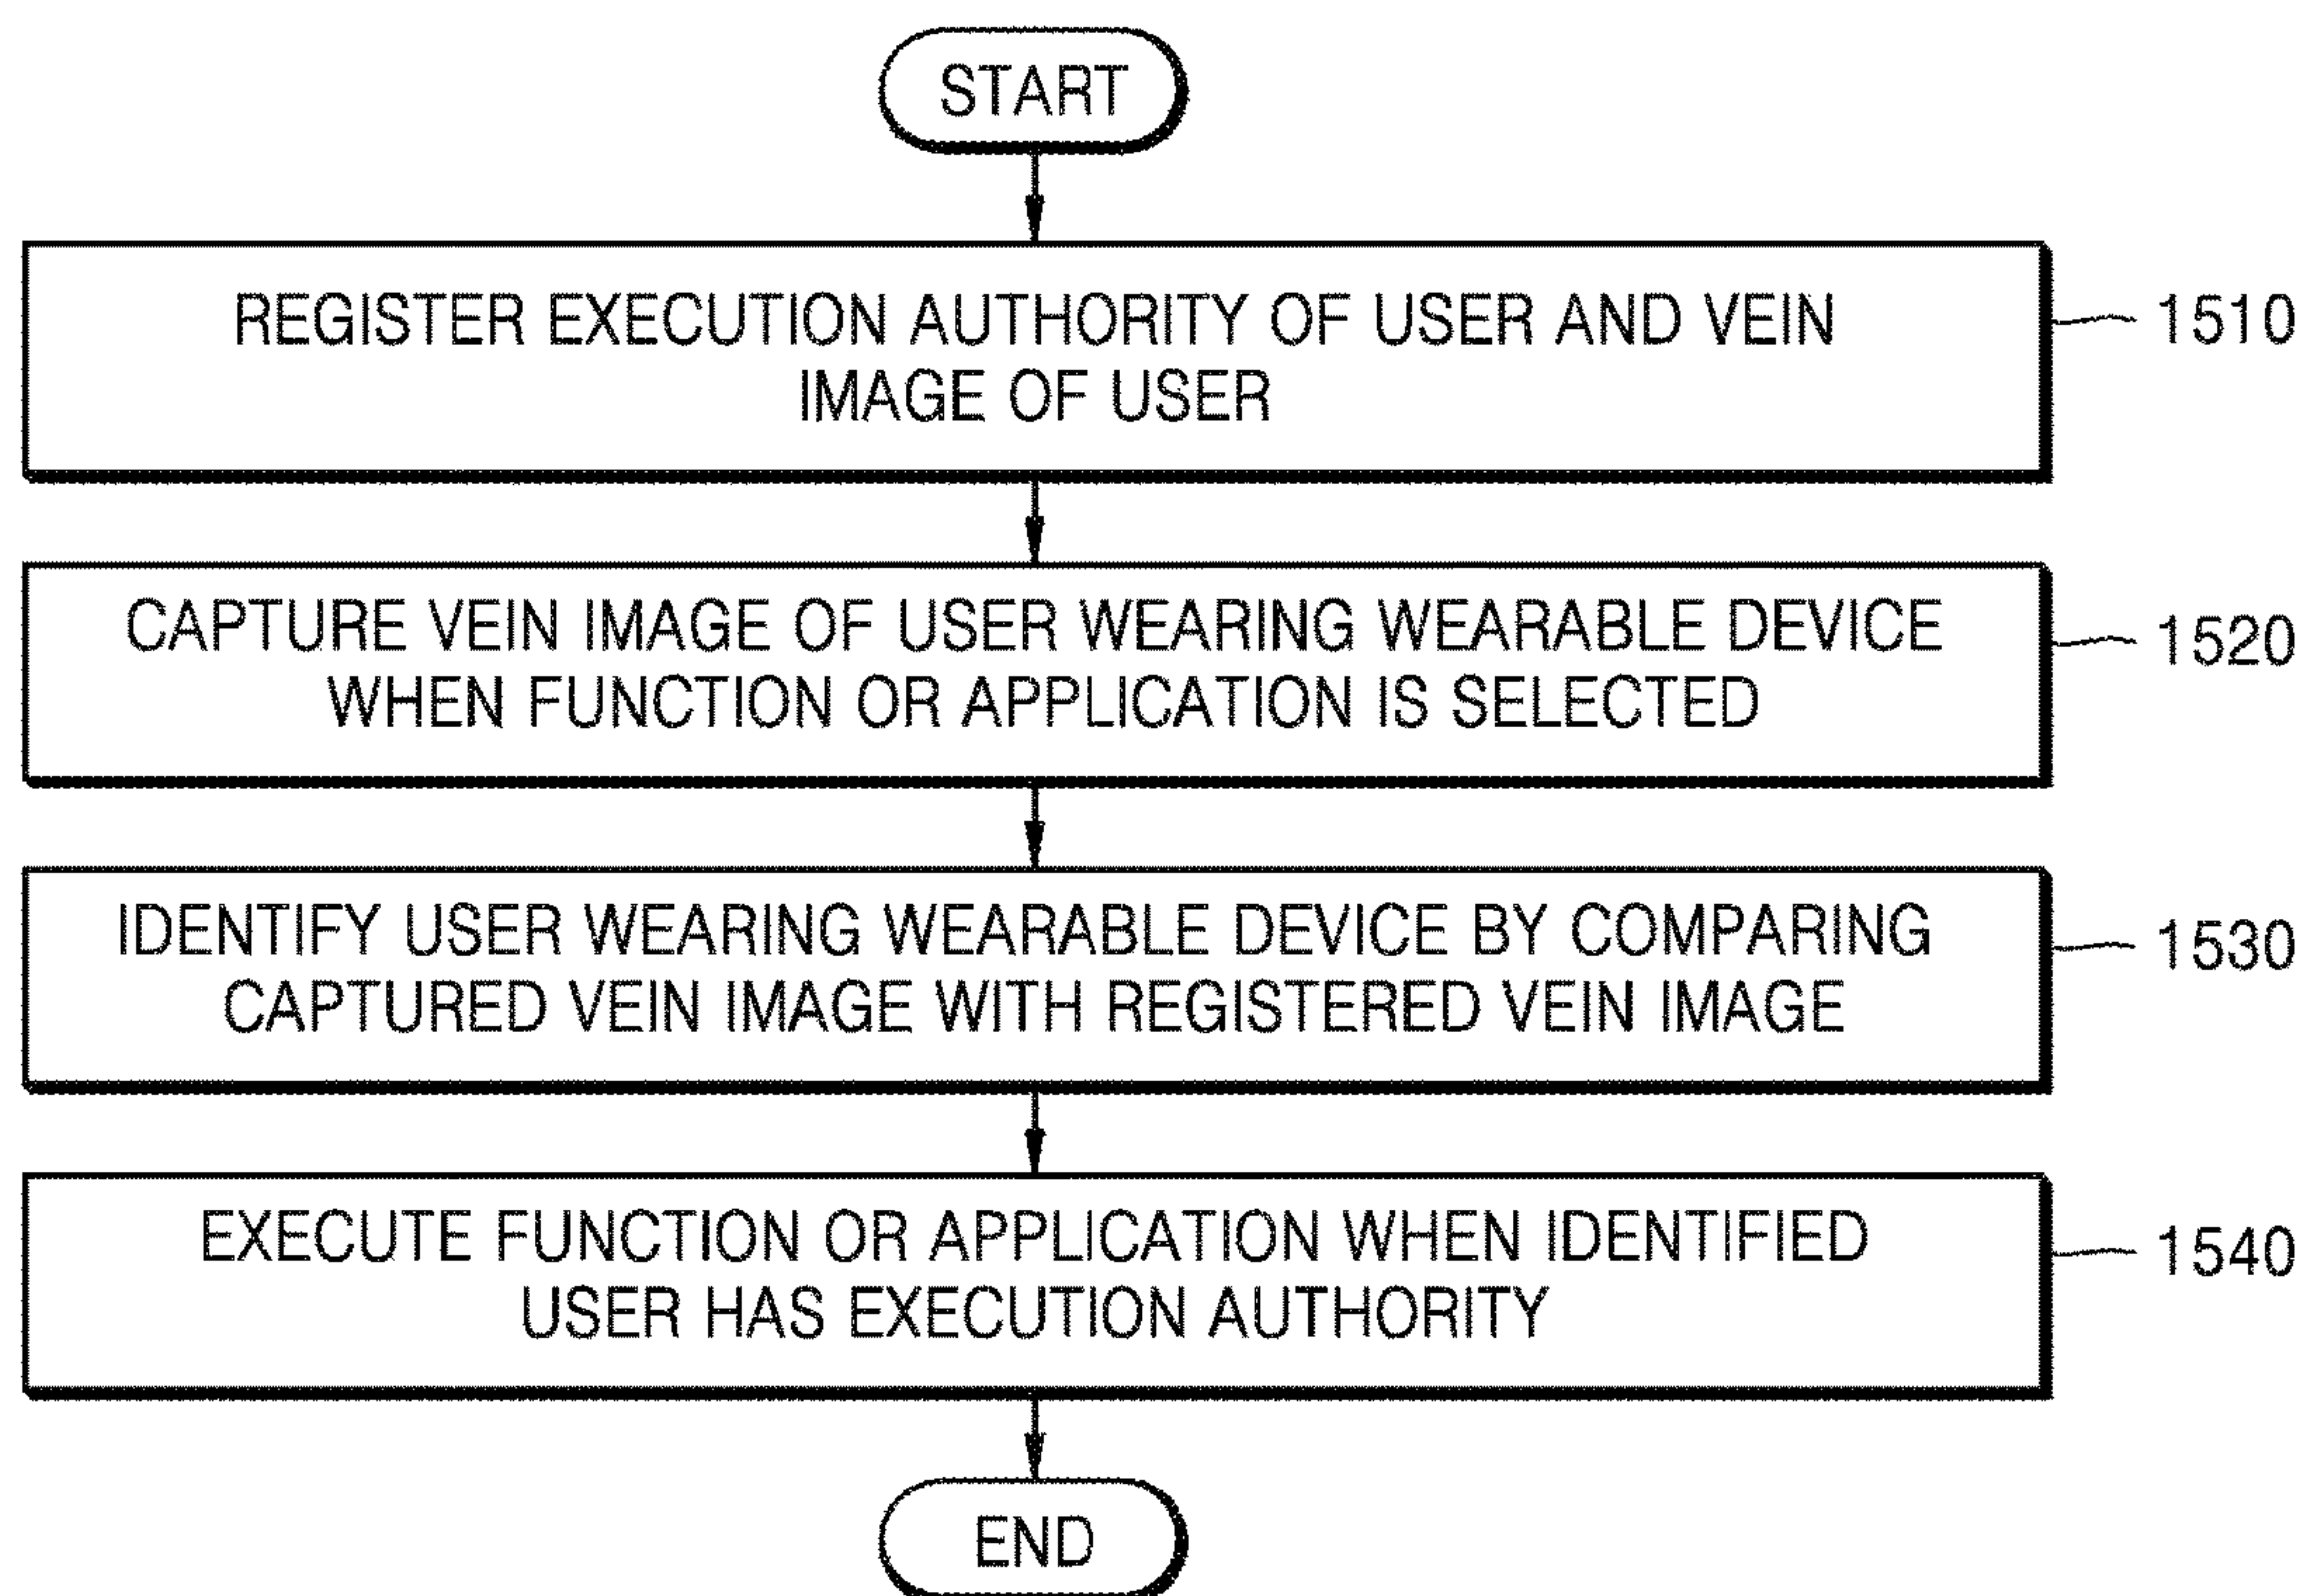 START
REGISTER EXECUTION AUTHORITY OF USER AND VEIN
IMAGE OF USER
1510
CAPTURE VEIN IMAGE OF USER WEARING WEARABLE DEVICE
WHEN FUNCTION OR APPLICATION IS SELECTED
1520
IDENTIFY USER WEARING WEARABLE DEVICE BY COMPARING
CAPTURED VEIN IMAGE WITH REGISTERED VEIN IMAGE
1530
EXECUTE FUNCTION OR APPLICATION WHEN IDENTIFIED
USER HAS EXECUTION AUTHORITY
1540
END